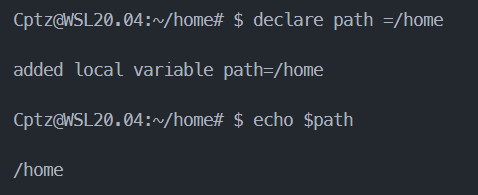 Cptz@WSL20.04:~/home# $ declare path =/home
added local variable path=/home
Cptz@WSL20.04:~/home# $ echo $path
/home